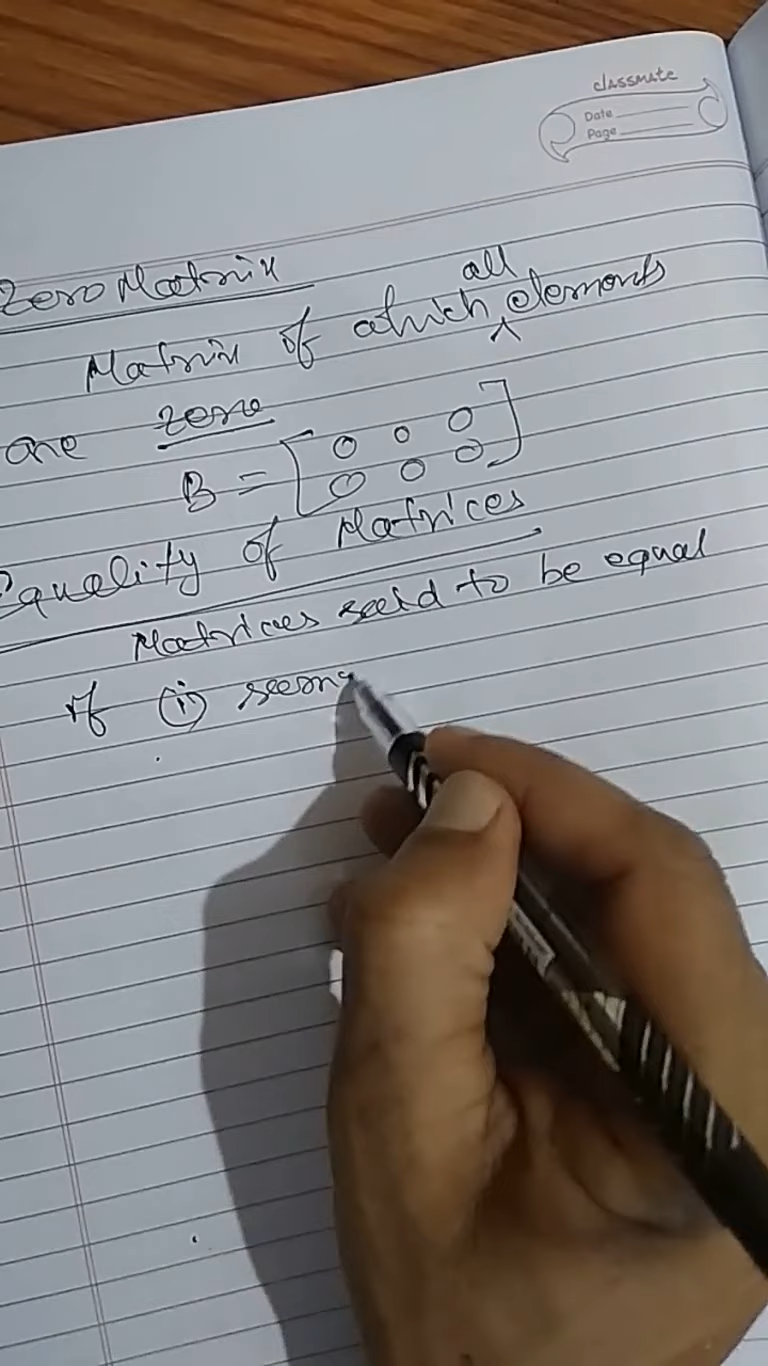 classmate
Date
Page
Zero Matrix
Matrix of which all elements
are zero
B = [0 0 0
0 0 0]
Equality of Matrices
Matrices said to be equal
if (i) same